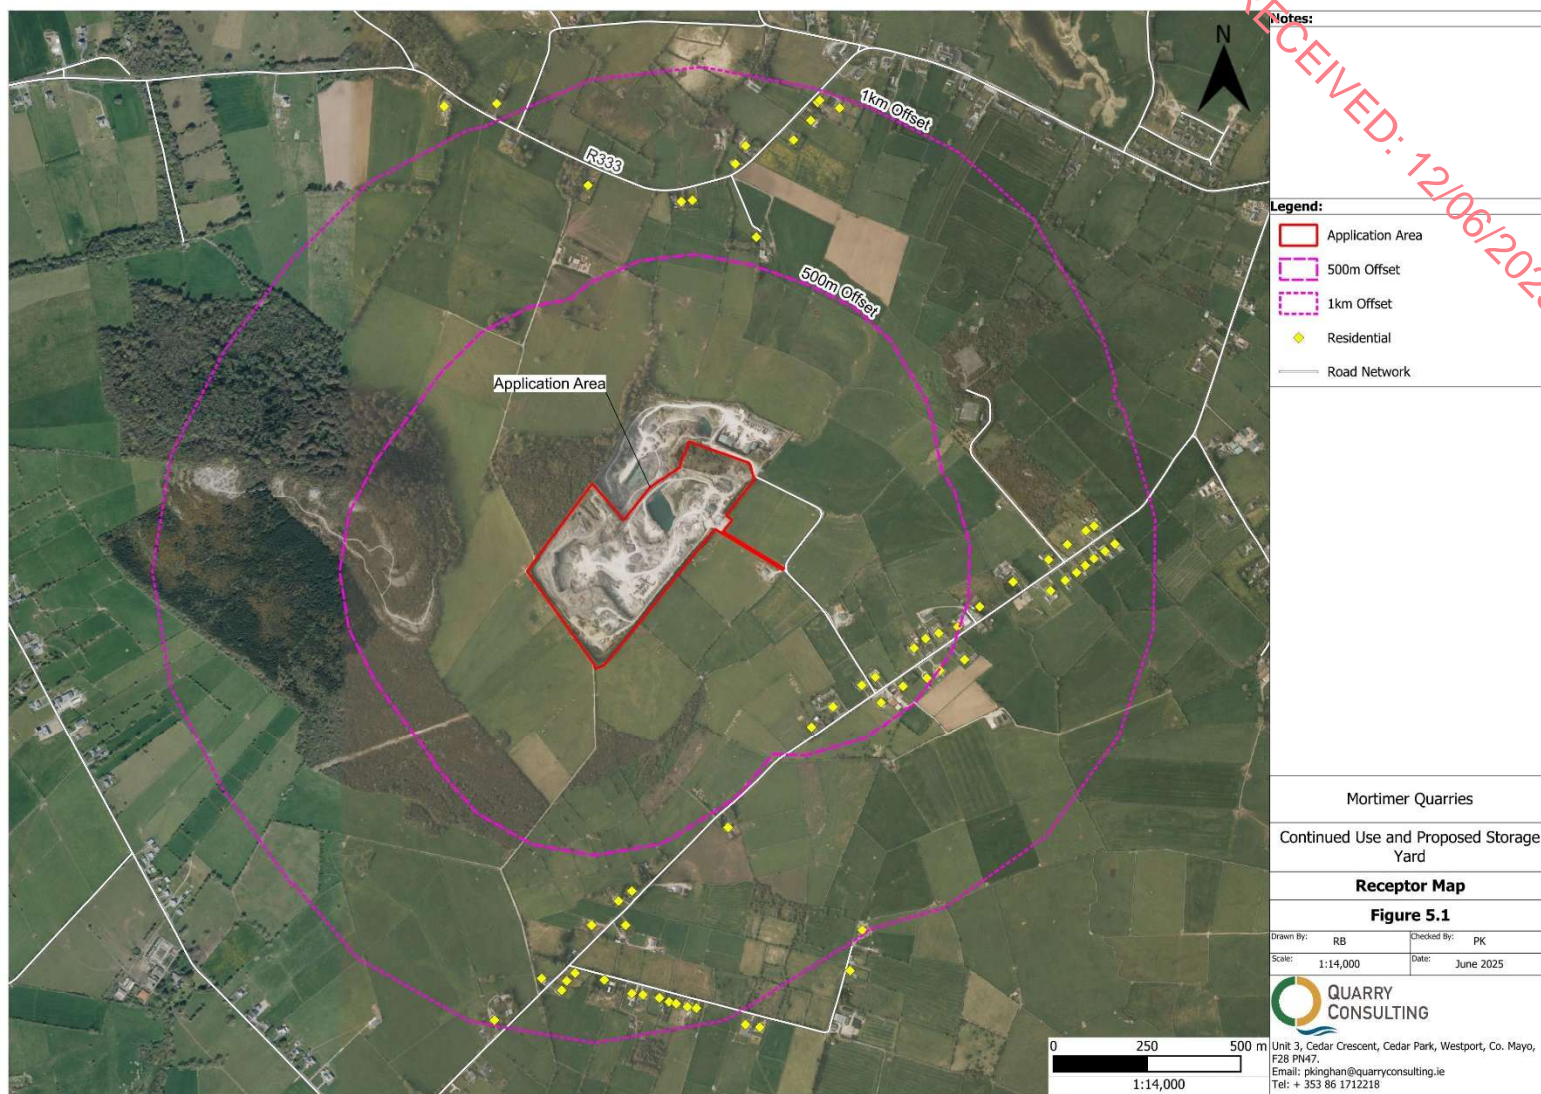 Notes:
RECEIVED: 12/06/202
N
1km Offset
R333
500m Offset
Application Area
Legend:
Application Area
500m Offset
1km Offset
Residential
Road Network
Mortimer Quarries
Continued Use and Proposed Storage
Yard
Receptor Map
Figure 5.1
Drawn By: RB Checked By: PK
Scale: 1:14,000 Date: June 2025
QUARRY
CONSULTING
0 250 500 m
1:14,000
Unit 3, Cedar Crescent, Cedar Park, Westport, Co. Mayo,
F28 PN47.
Email: pkinghan@quarryconsulting.ie
Tel: + 353 86 1712218